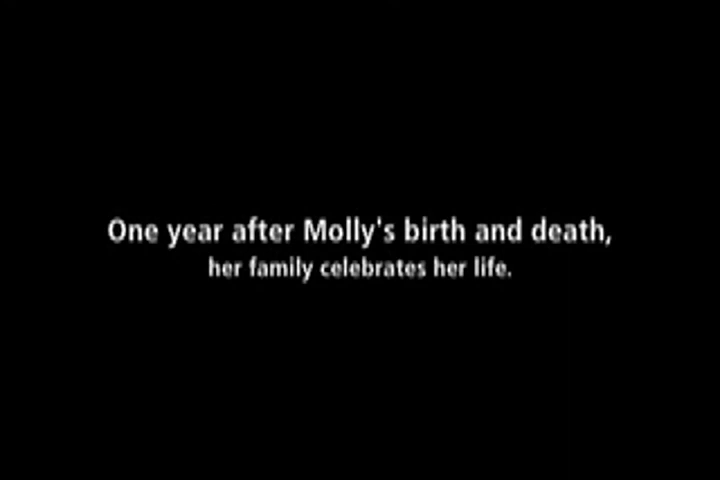 One year after Molly's birth and death,
her family celebrates her life.